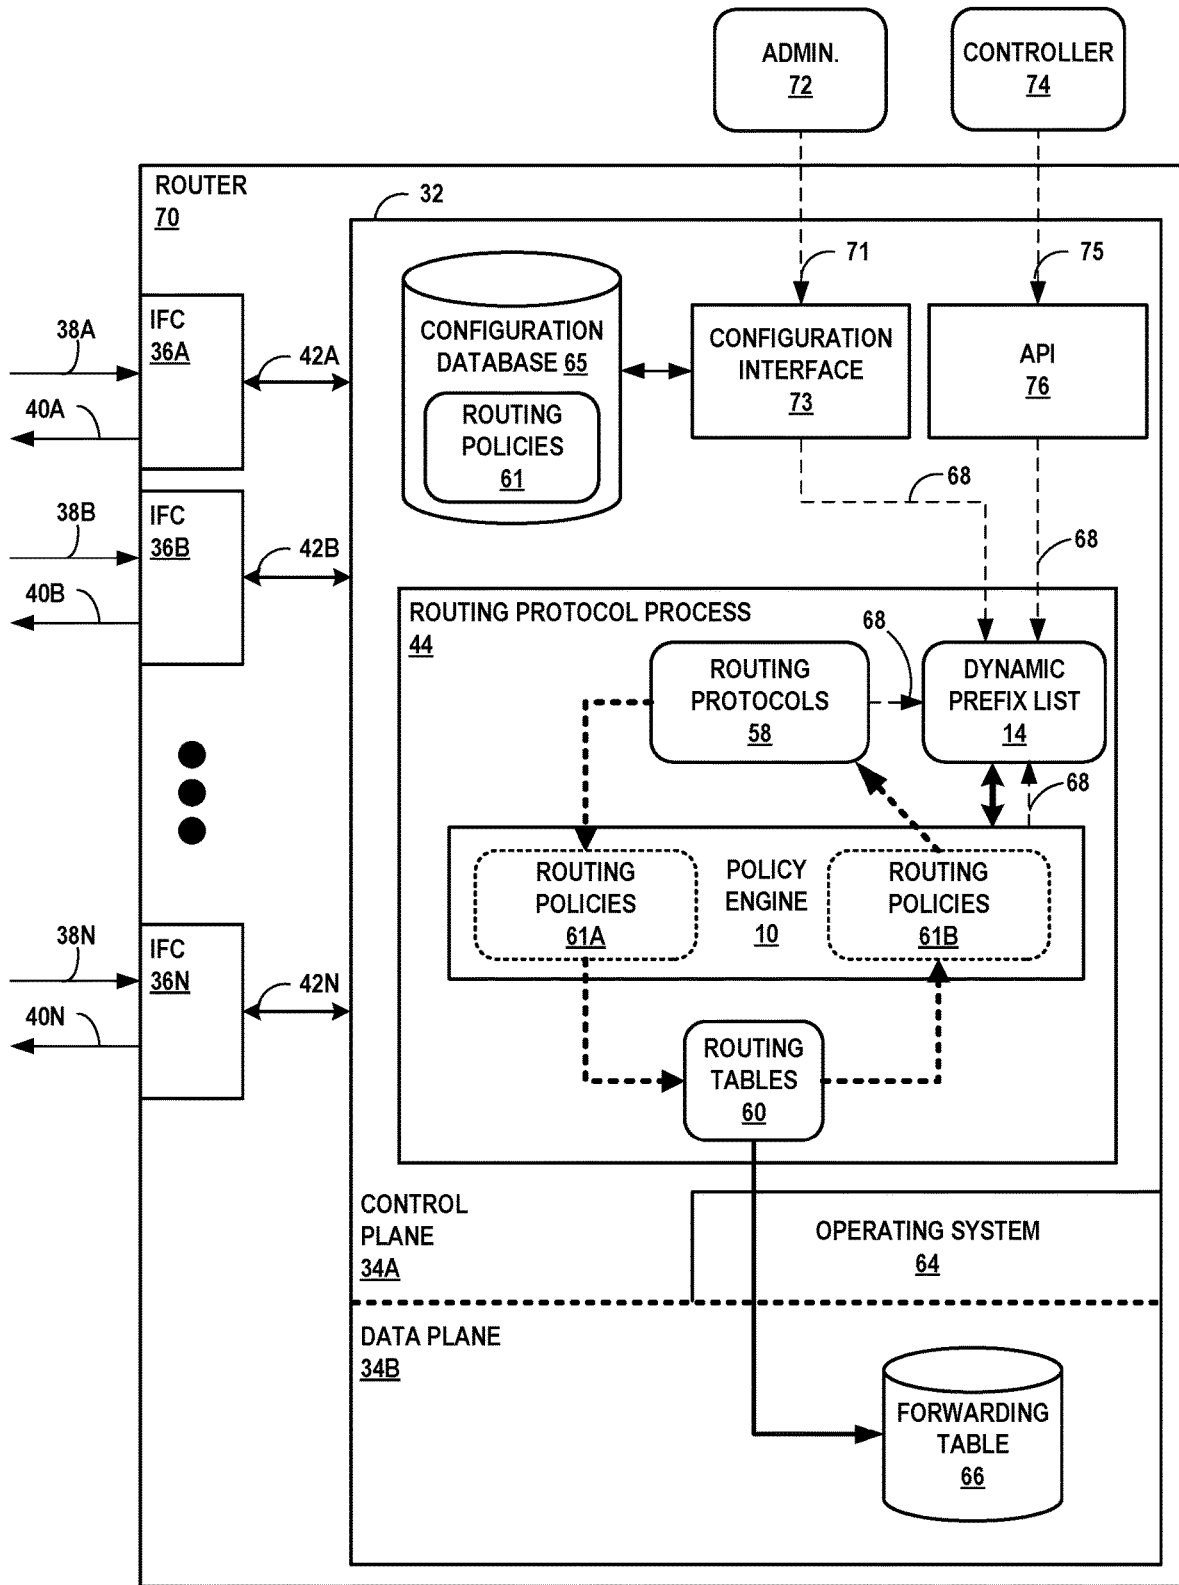 ADMIN.
72
CONTROLLER
74
ROUTER
70
32
71
75
CONFIGURATION
DATABASE 65
ROUTING
POLICIES
61
CONFIGURATION
INTERFACE
73
API
76
IFC
36A
38A
40A
42A
68
68
IFC
36B
38B
40B
42B
ROUTING PROTOCOL PROCESS
44
ROUTING
PROTOCOLS
58
68
DYNAMIC
PREFIX LIST
14
68
ROUTING
POLICIES
61A
POLICY
ENGINE
10
ROUTING
POLICIES
61B
IFC
36N
38N
40N
42N
ROUTING
TABLES
60
CONTROL
PLANE
34A
OPERATING SYSTEM
64
DATA PLANE
34B
FORWARDING
TABLE
66